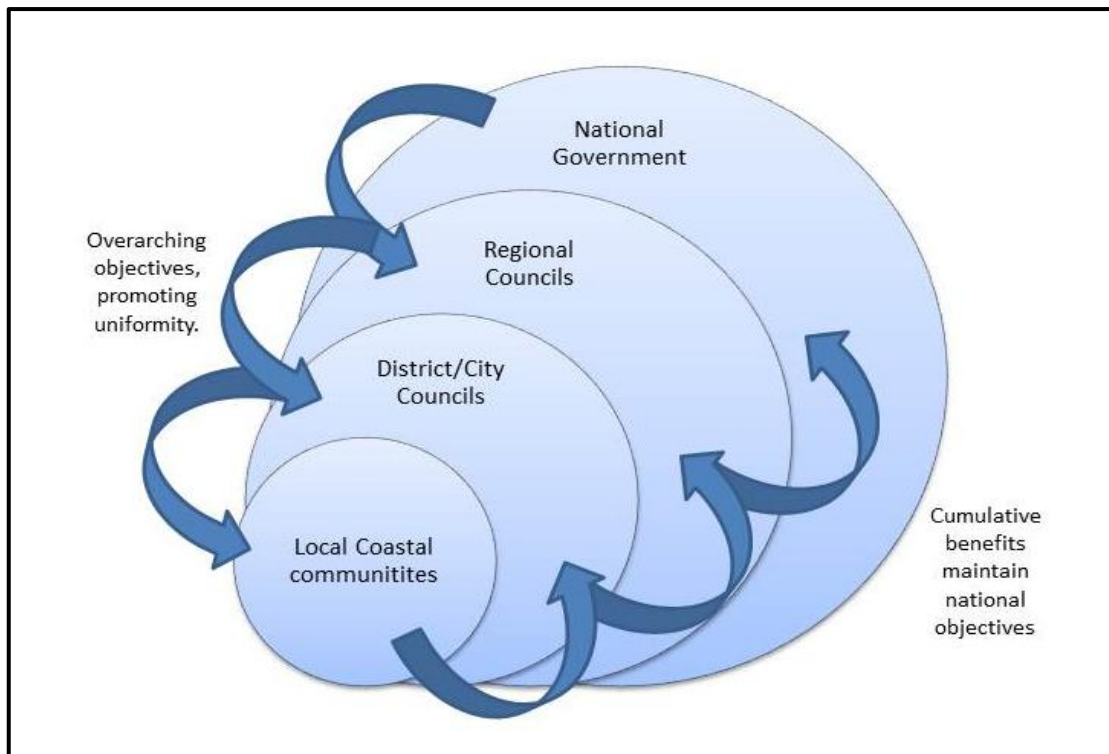 National
Government
Regional
Councils
Overarching
objectives,
promoting
uniformity.
District/City
Councils
Local Coastal
communitites
Cumulative
benefits
maintain
national
objectives